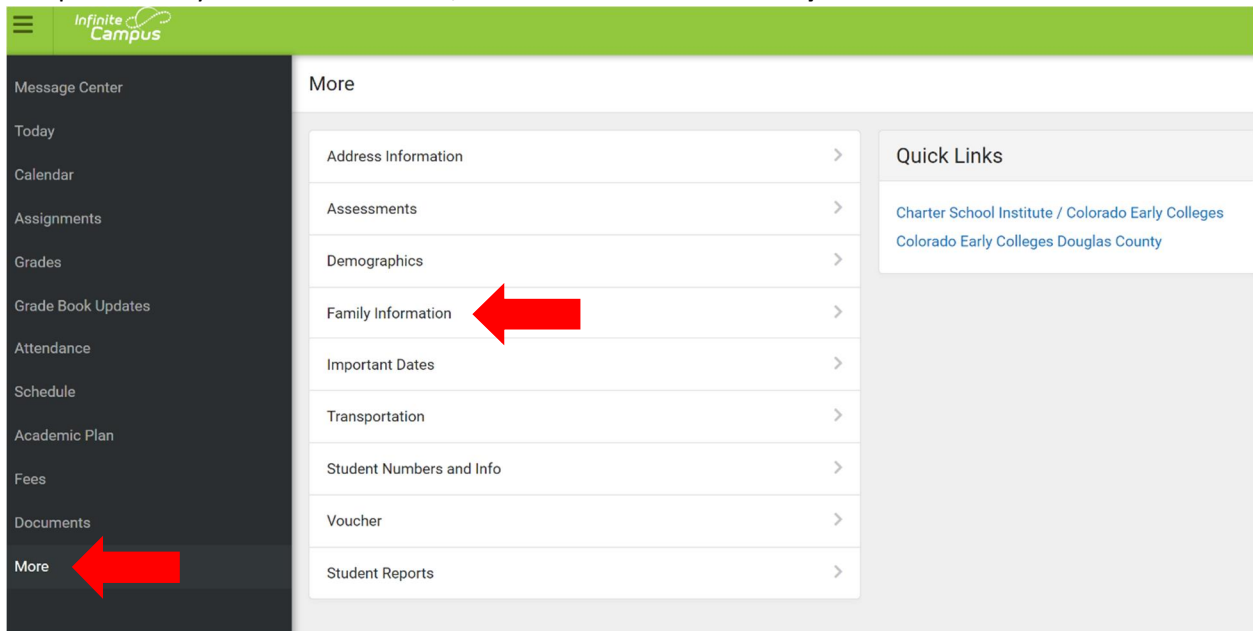 Infinite
Campus
Message Center
Today
Calendar
Assignments
Grades
Grade Book Updates
Attendance
Schedule
Academic Plan
Fees
Documents
More
More
Address Information
Assessments
Demographics
Family Information
Important Dates
Transportation
Student Numbers and Info
Voucher
Student Reports
Quick Links
Charter School Institute / Colorado Early Colleges
Colorado Early Colleges Douglas County